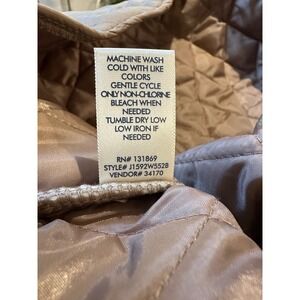 MACHINE WASH
COLD WITH LIKE
COLORS
GENTLE CYCLE
ONLY NON-CHLORINE
BLEACH WHEN
NEEDED
TUMBLE DRY LOW
LOW IRON IF
NEEDED
RN# 131869
STYLE# J1592W5528
VENDOR# 34170